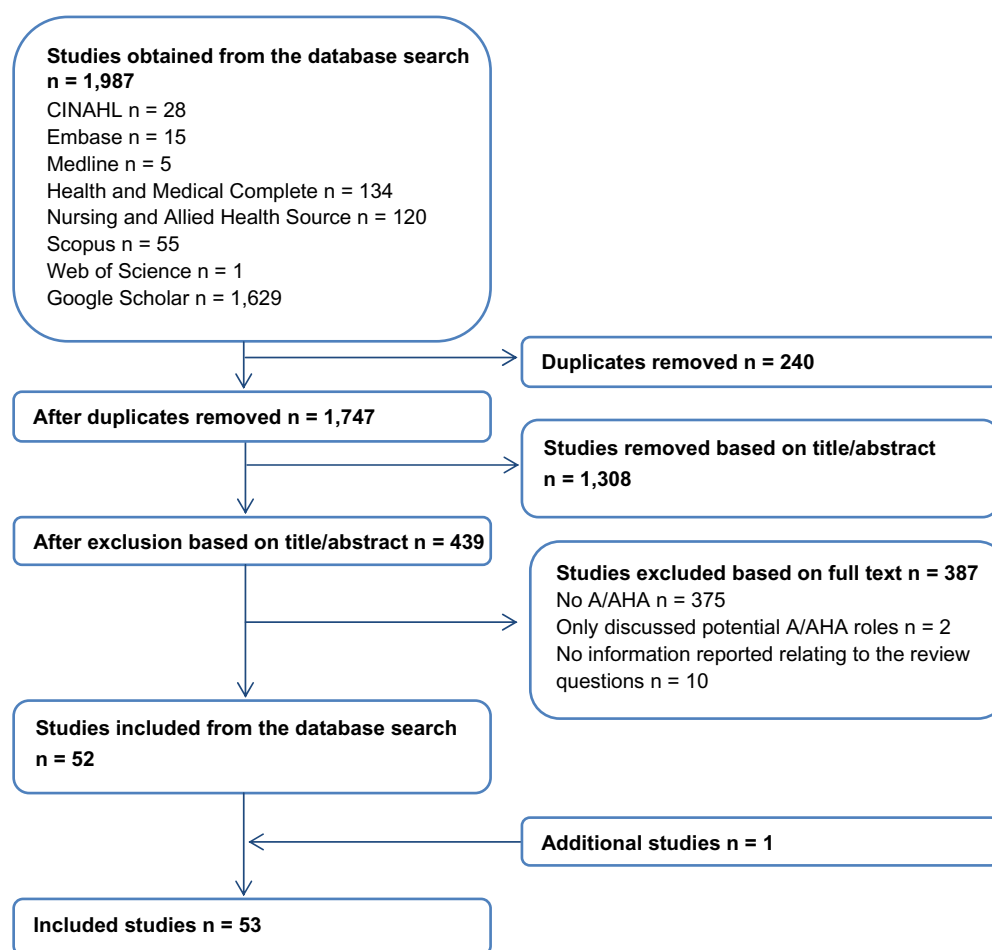 Studies obtained from the database search
n = 1,987
CINAHL n = 28
Embase n = 15
Medline n = 5
Health and Medical Complete n = 134
Nursing and Allied Health Source n = 120
Scopus n = 55
Web of Science n = 1
Google Scholar n = 1,629
Duplicates removed n = 240
After duplicates removed n = 1,747
Studies removed based on title/abstract
n = 1,308
After exclusion based on title/abstract n = 439
Studies excluded based on full text n = 387
No A/AHA n = 375
Only discussed potential A/AHA roles n = 2
No information reported relating to the review
questions n = 10
Studies included from the database search
n = 52
Additional studies n = 1
Included studies n = 53